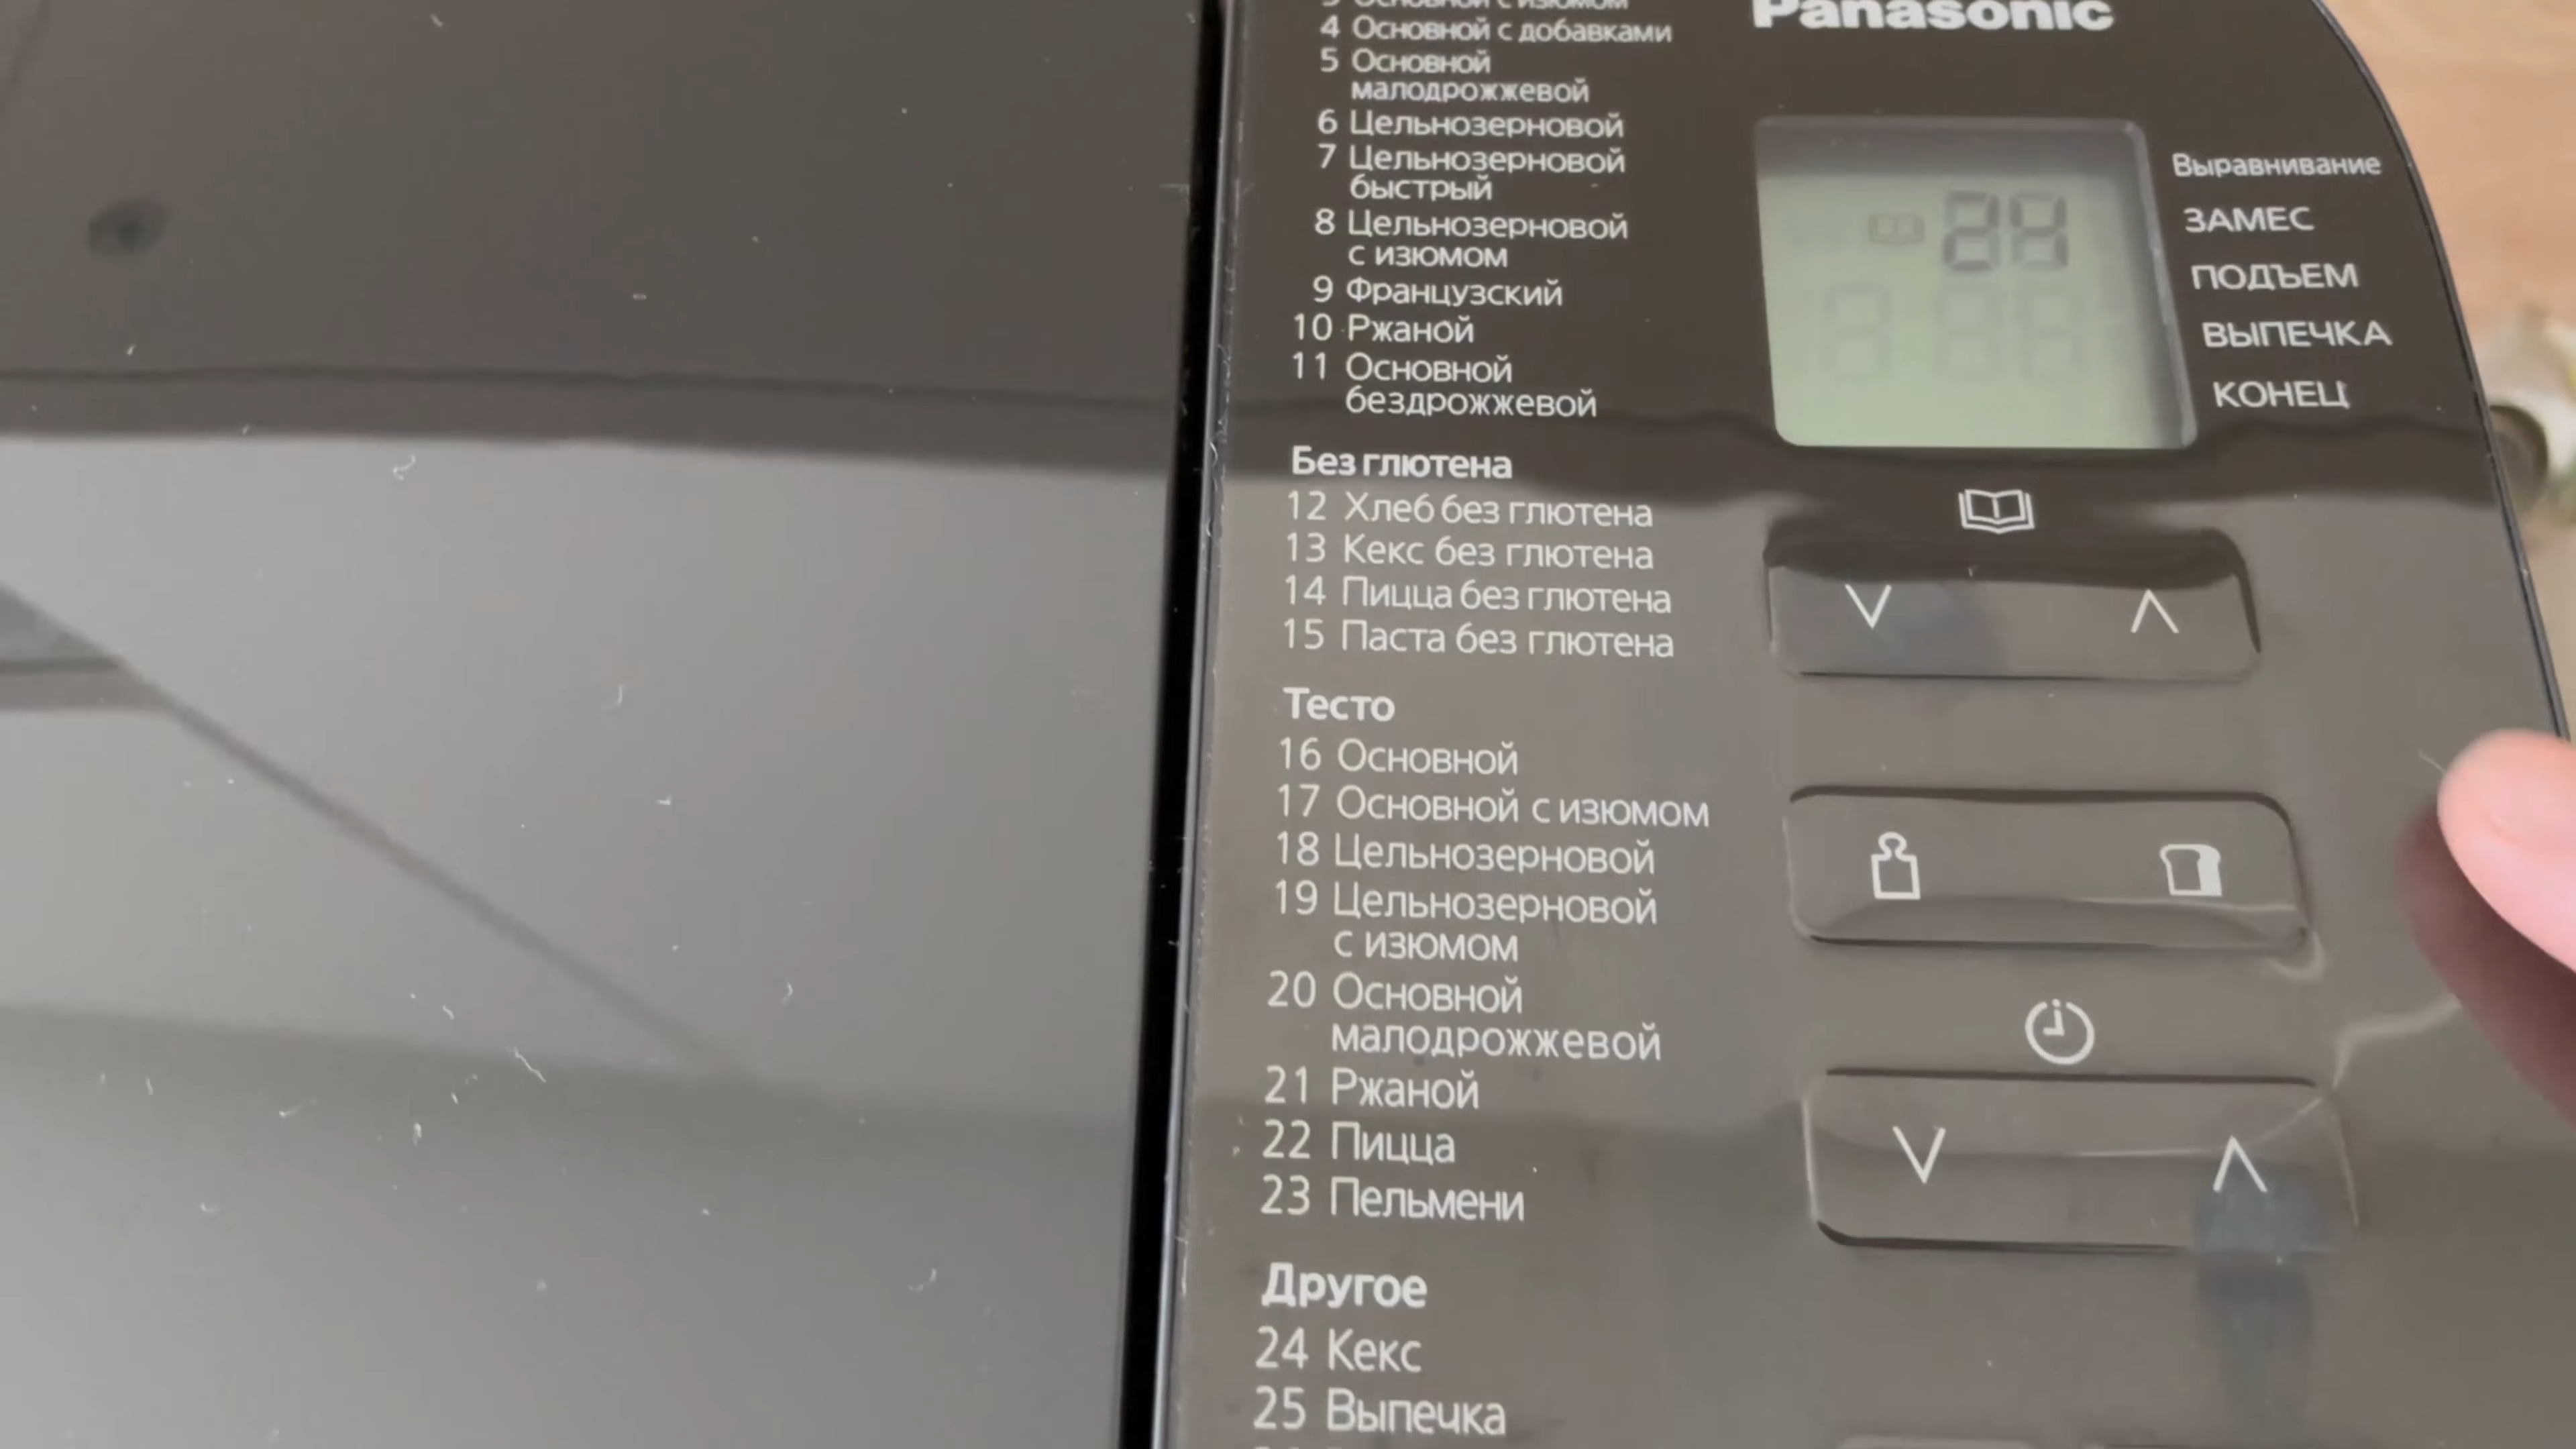 3 Основной с изюмом
4 Основной с добавками
5 Основной
малодрожжевой
6 Цельнозерновой
7 Цельнозерновой
быстрый
8 Цельнозерновой
с изюмом
9 Французский
10 Ржаной
11 Основной
бездрожжевой
Без глютена
12 Хлеб без глютена
13 Кекс без глютена
14 Пицца без глютена
15 Паста без глютена
Тесто
16 Основной
17 Основной с изюмом
18 Цельнозерновой
19 Цельнозерновой
с изюмом
20 Основной
малодрожжевой
21 Ржаной
22 Пицца
23 Пельмени
Другое
24 Кекс
25 Выпечка
Panasonic
Выравнивание
ЗАМЕС
ПОДЪЕМ
ВЫПЕЧКА
КОНЕЦ